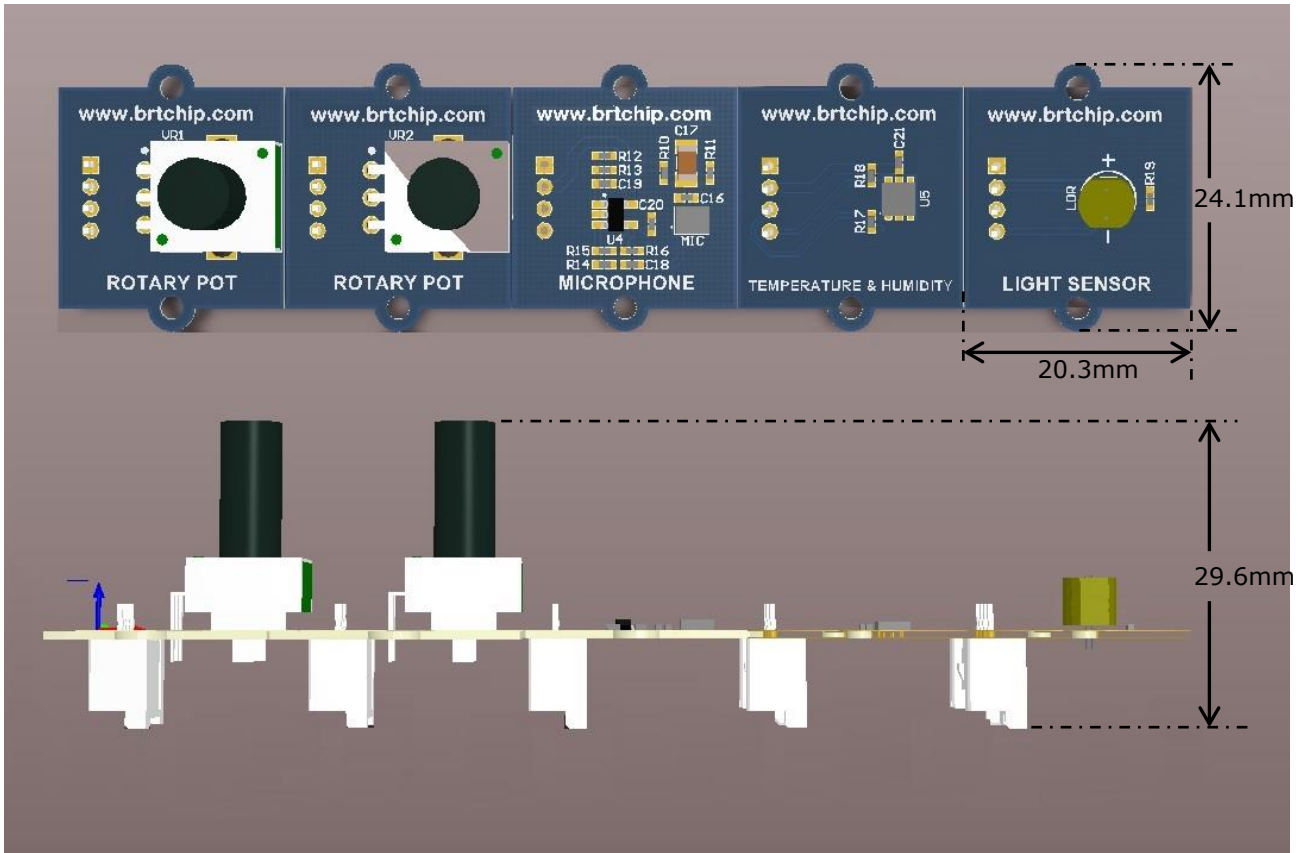 www.brtchip.com
VR1
ROTARY POT
www.brtchip.com
VR2
ROTARY POT
www.brtchip.com
C17
R10
R11
R12
R13
C19
C16
C20
U4
MIC
R15
R16
R14
C18
MICROPHONE
www.brtchip.com
C21
R18
U5
R17
TEMPERATURE & HUMIDITY
www.brtchip.com
+
LDR
R19
−
LIGHT SENSOR
24.1mm
20.3mm
29.6mm